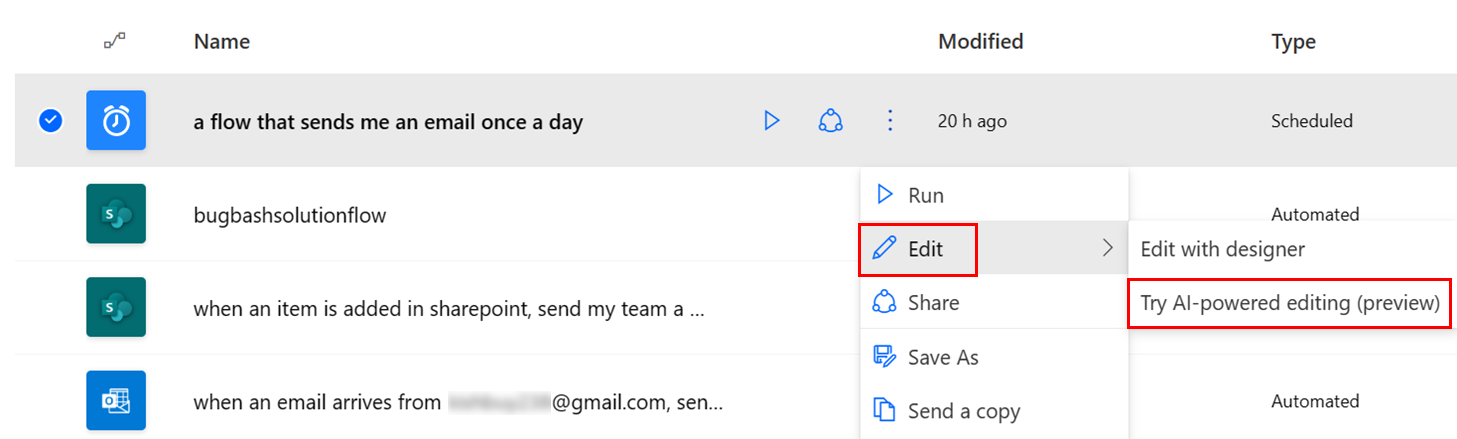 Name Modified Type
a flow that sends me an email once a day 20 h ago Scheduled
bugbashsolutionflow Automated
when an item is added in sharepoint, send my team a ...
when an email arrives from @gmail.com, sen... Automated
Run
Edit
Share
Save As
Send a copy
Edit with designer
Try AI-powered editing (preview)
S
S
O